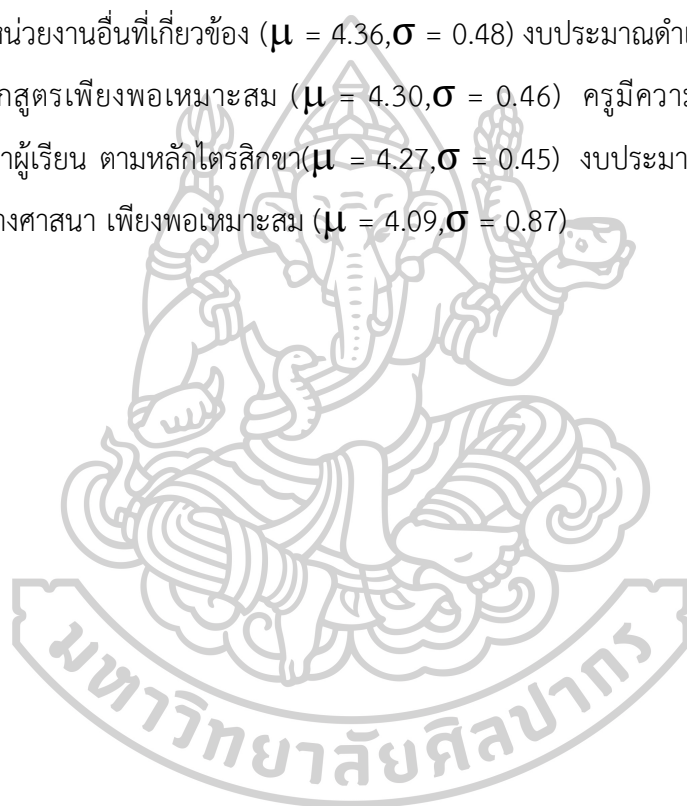 หน่วยงานอื่นที่เกี่ยวข้อง (μ = 4.36,σ = 0.48) งบประมาณดำเ
กสูตรเพียงพอเหมาะสม (μ = 4.30,σ = 0.46) ครูมีความ
าผู้เรียน ตามหลักไตรสิกขา(μ = 4.27,σ = 0.45) งบประมา
างศาสนา เพียงพอเหมาะสม (μ = 4.09,σ = 0.87)
มหาวิทยาลัยศิลปากร